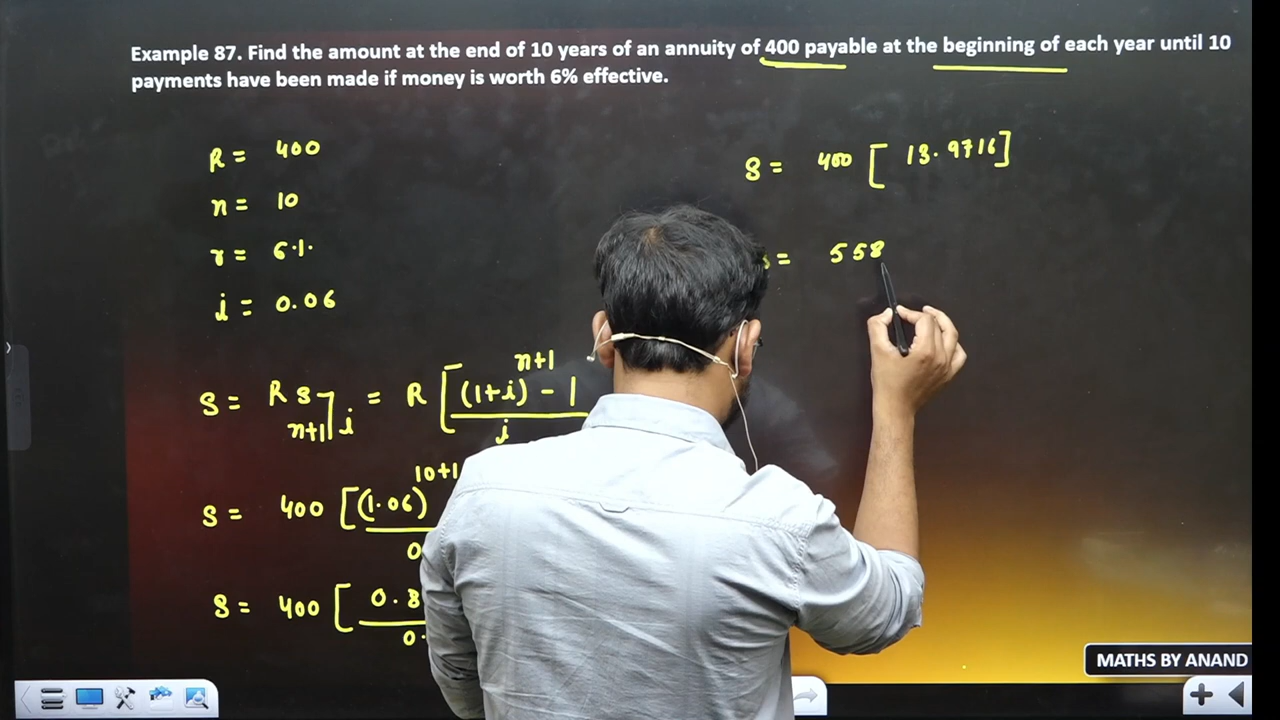 Example 87. Find the amount at the end of 10 years of an annuity of 400 payable at the beginning of each year until 10
payments have been made if money is worth 6% effective.
R = 400
n = 10
r = 6%
i = 0.06
S = R s n+1 i = R [ (1+i) n+1 - 1
i
S = 400 [ (1.06) 10+1
0
S = 400 [ 0.8
0.
S = 400 [ 13.9716 ]
= 558
MATHS BY ANAND